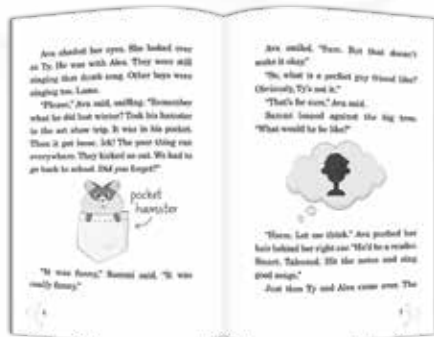 Ava shaded her eyes. She looked over
at Ty. He was with Alex. They were still
singing that dumb song. Other boys were
singing too. Lame.
"Please," Ava said, sniffing. "Remember
what he did last winter? Took his hamster
to the art show trip. It was in his pocket.
Then it got loose. Ick! The poor thing ran
everywhere. They kicked us out. We had to
go back to school. Did you forget?"
pocket
hamster
"It was funny," Summi said. "It was
really funny."
Ava smiled. "Sure. But that doesn't
make it okay."
"So, what is a perfect guy friend like?
Obviously, Ty's not it."
"That's for sure," Ava said.
Summi leaned against the big tree.
"What would he be like?"
"Hmm. Let me think." Ava pushed her
hair behind her right ear. "He'd be a reader.
Smart. Talented. Hit the notes and sing
good songs."
Just then Ty and Alex came over. The